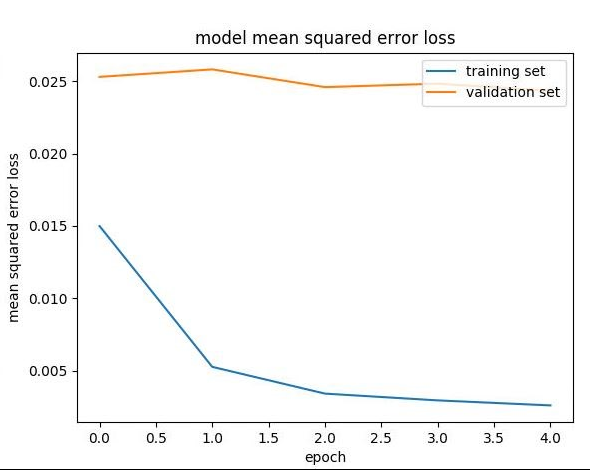 model mean squared error loss
training set
validation set
mean squared error loss
0.025
0.020
0.015
0.010
0.005
0.0 0.5 1.0 1.5 2.0 2.5 3.0 3.5 4.0
epoch